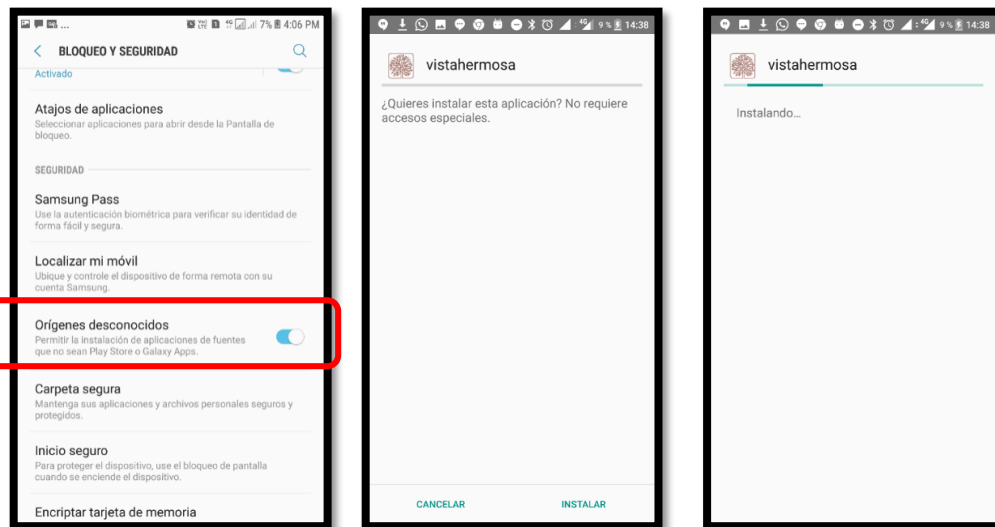 7% 4:06 PM
BLOQUEO Y SEGURIDAD
Activado
Atajos de aplicaciones
Seleccionar aplicaciones para abrir desde la Pantalla de
bloqueo.
SEGURIDAD
Samsung Pass
Use la autenticación biométrica para verificar su identidad de
forma fácil y segura.
Localizar mi móvil
Ubique y controle el dispositivo de forma remota con su
cuenta Samsung.
Orígenes desconocidos
Permitir la instalación de aplicaciones de fuentes
que no sean Play Store o Galaxy Apps.
Carpeta segura
Mantenga sus aplicaciones y archivos personales seguros y
protegidos.
Inicio seguro
Para proteger el dispositivo, use el bloqueo de pantalla
cuando se enciende el dispositivo.
Encriptar tarjeta de memoria
4G 9 % 14:38
vistahermosa
¿Quieres instalar esta aplicación? No requiere
accesos especiales.
CANCELAR INSTALAR
4G 9 % 14:38
vistahermosa
Instalando...